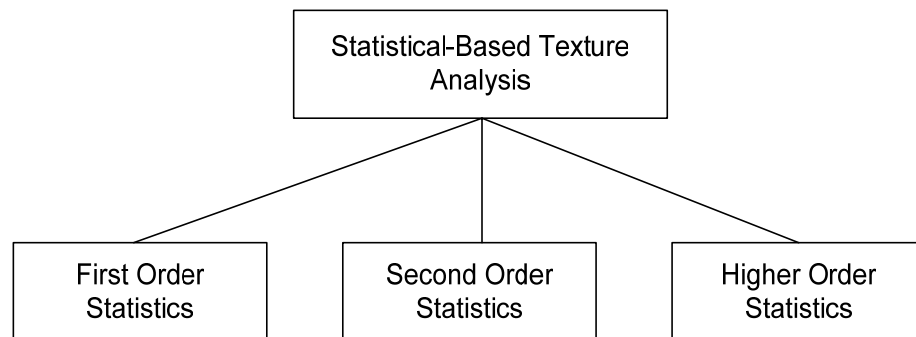 Statistical-Based Texture
Analysis
First Order
Statistics
Second Order
Statistics
Higher Order
Statistics